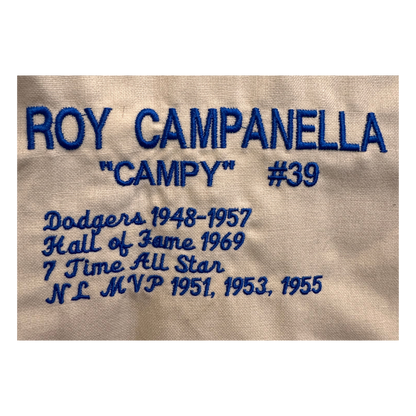 ROY CAMPANELLA
"CAMPY" #39
Dodgers 1948-1957
Hall of Fame 1969
7 Time All Star
NL MVP 1951, 1953, 1955